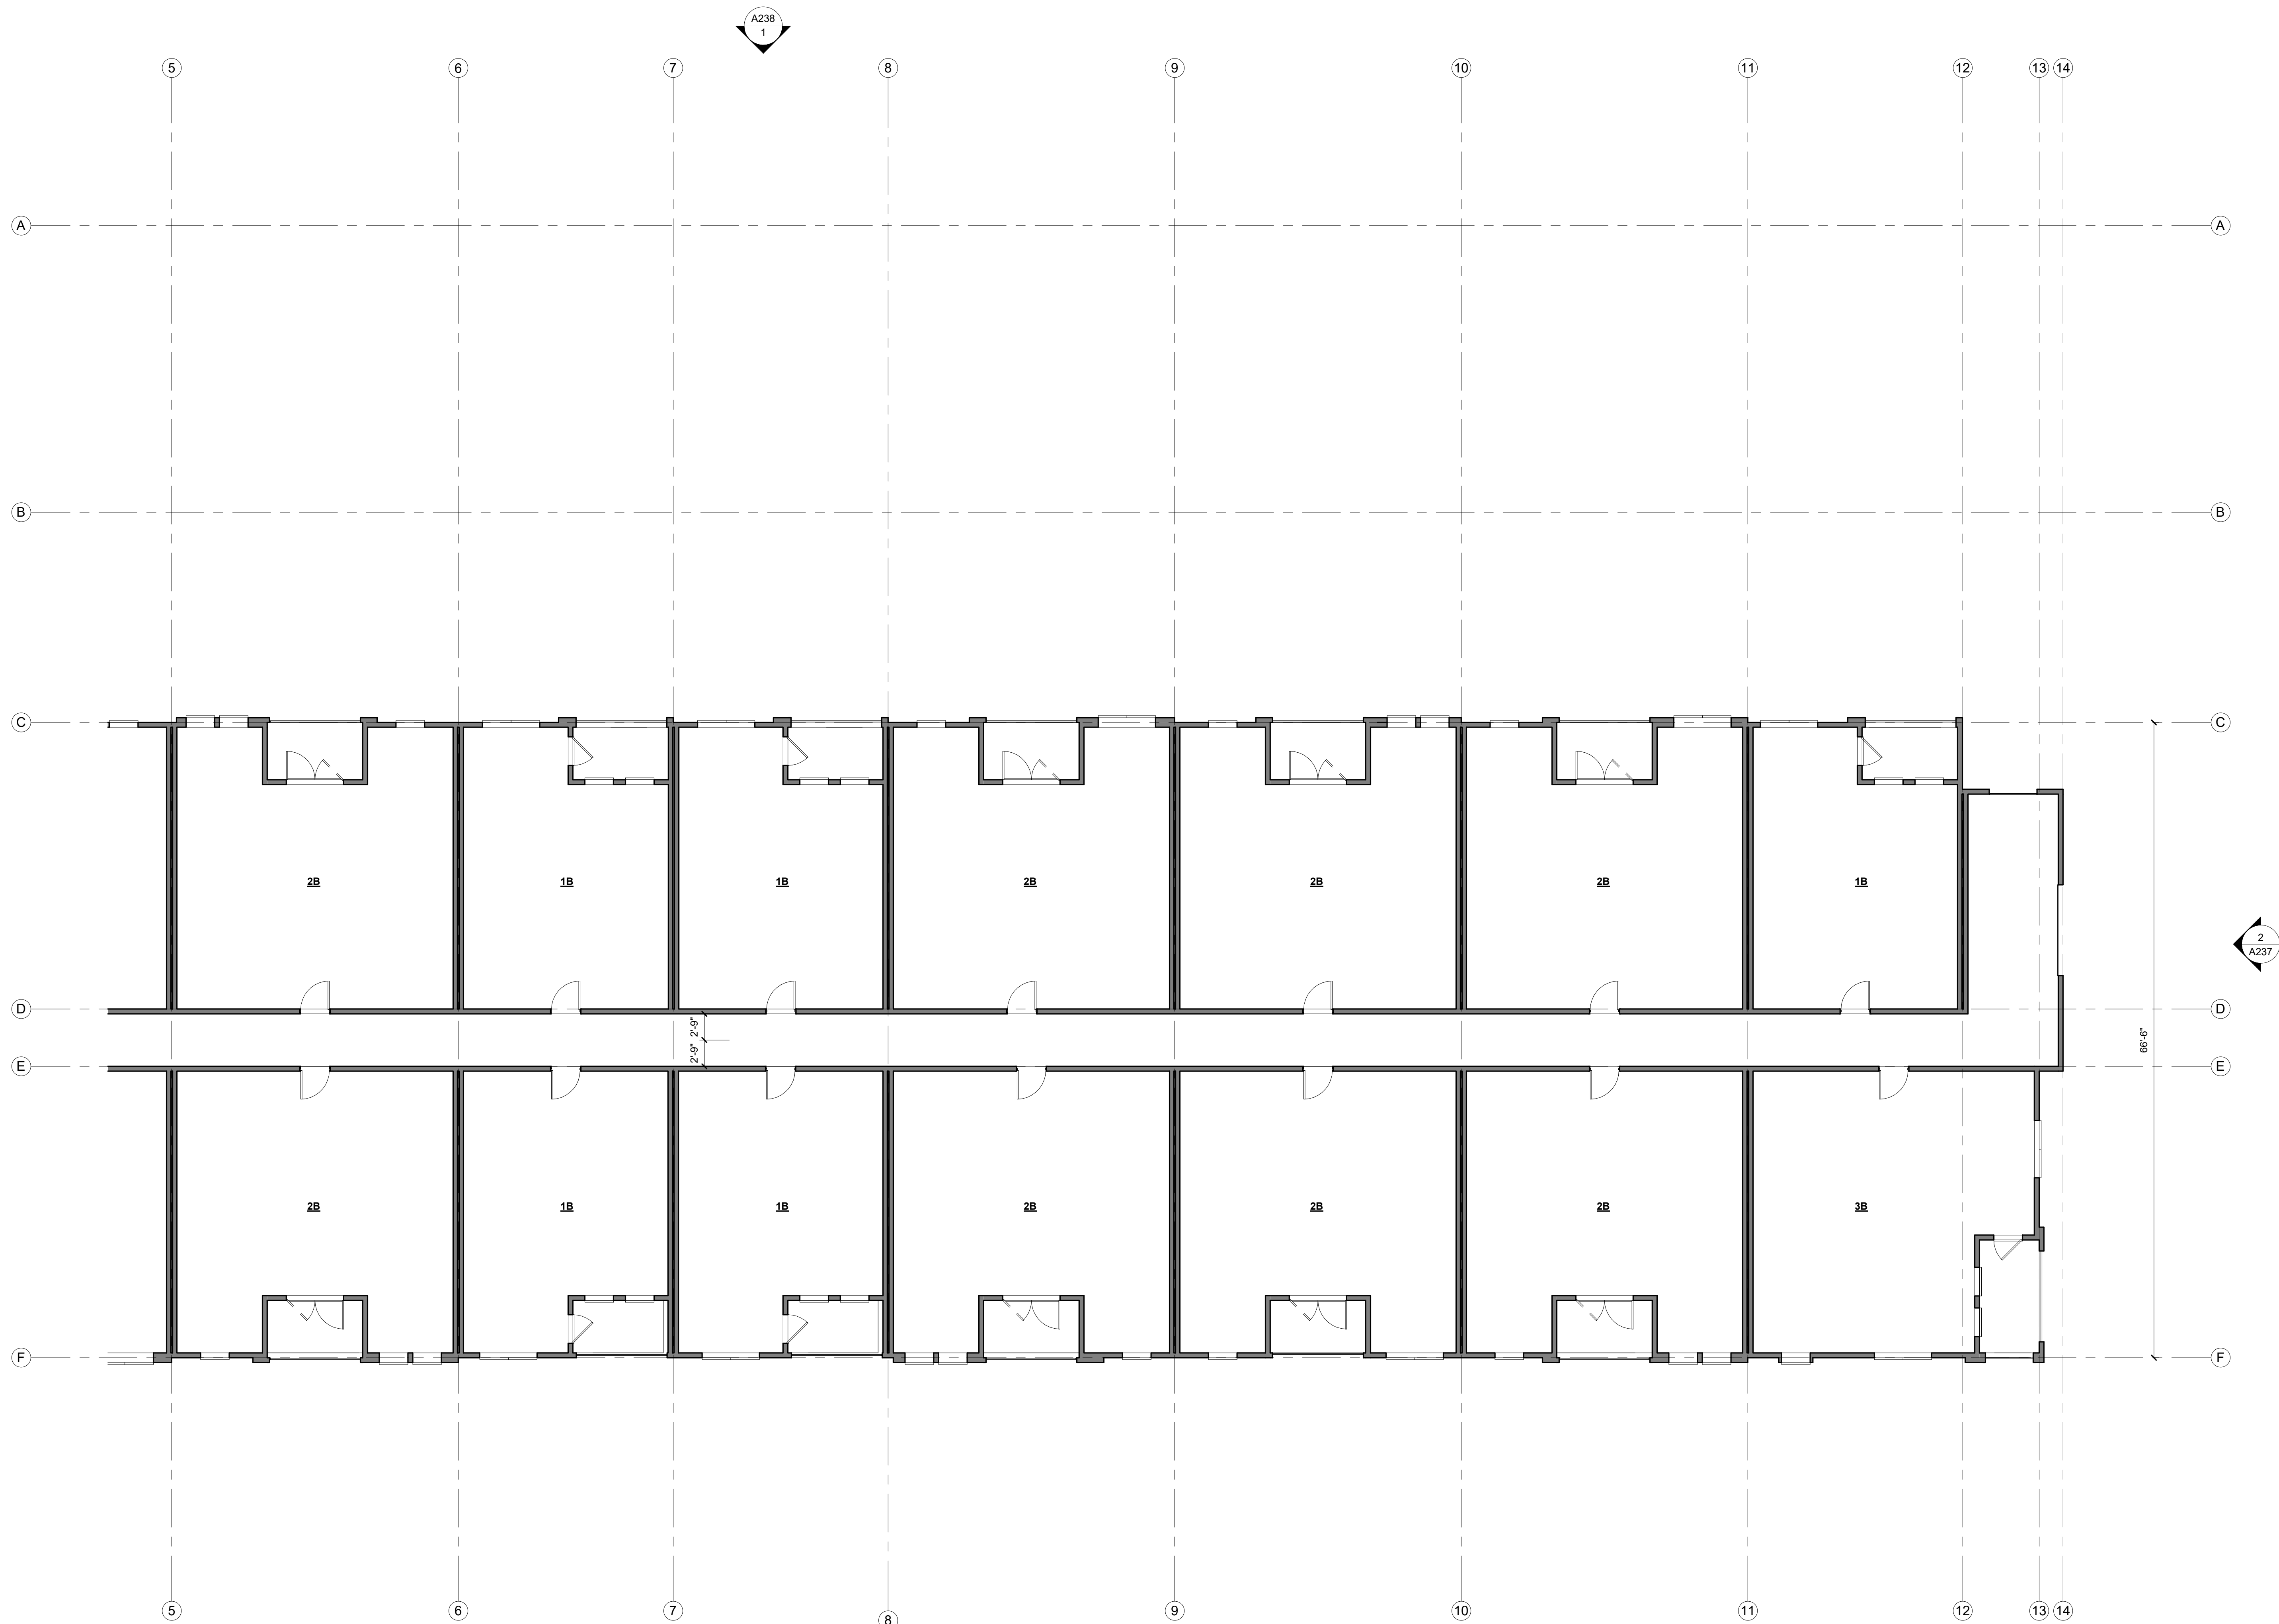 A238
1
5 6 7 8 9 10 11 12 13 14
A A
B B
C C
2B 1B 1B 2B 2B 2B 1B
2
A237
D D
2'-9"
2'-9"
66'-6"
E E
2B 1B 1B 2B 2B 2B 3B
F F
5 6 7 8 9 10 11 12 13 14